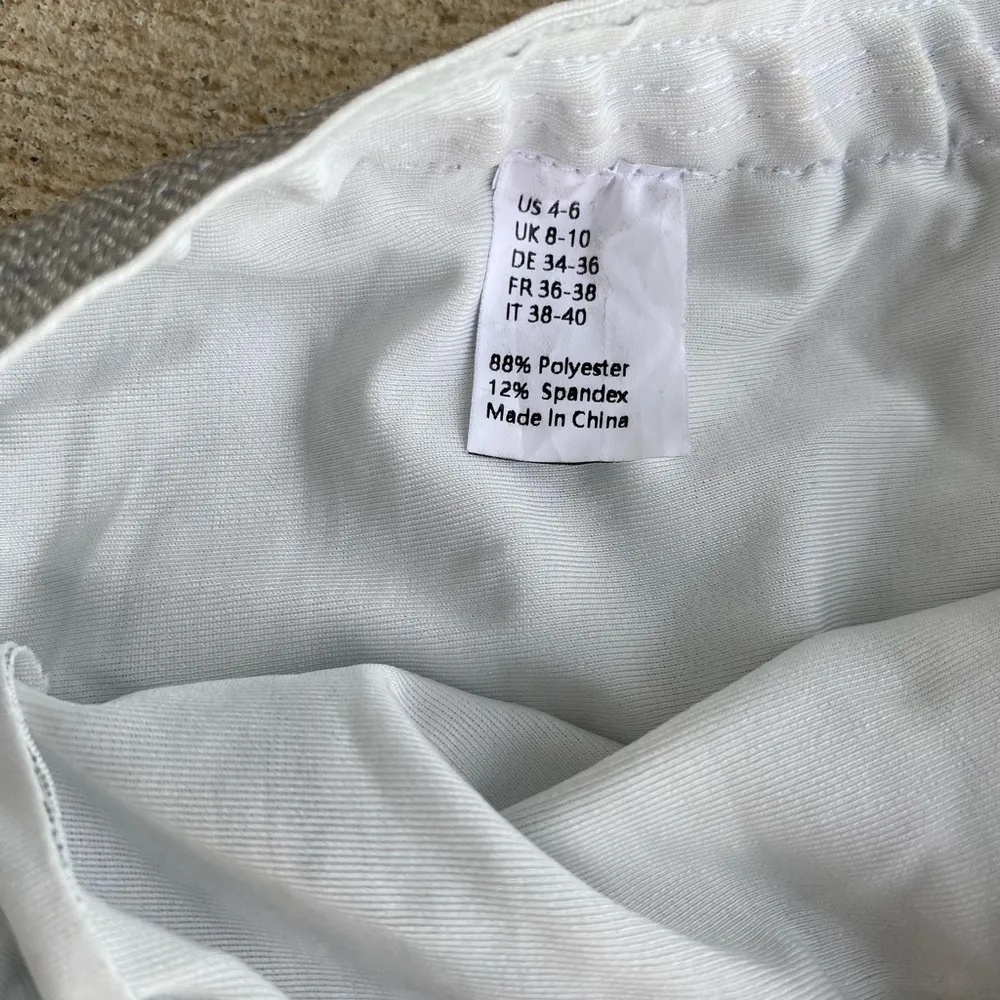 US 4-6
UK 8-10
DE 34-36
FR 36-38
IT 38-40
88% Polyester
12% Spandex
Made In China